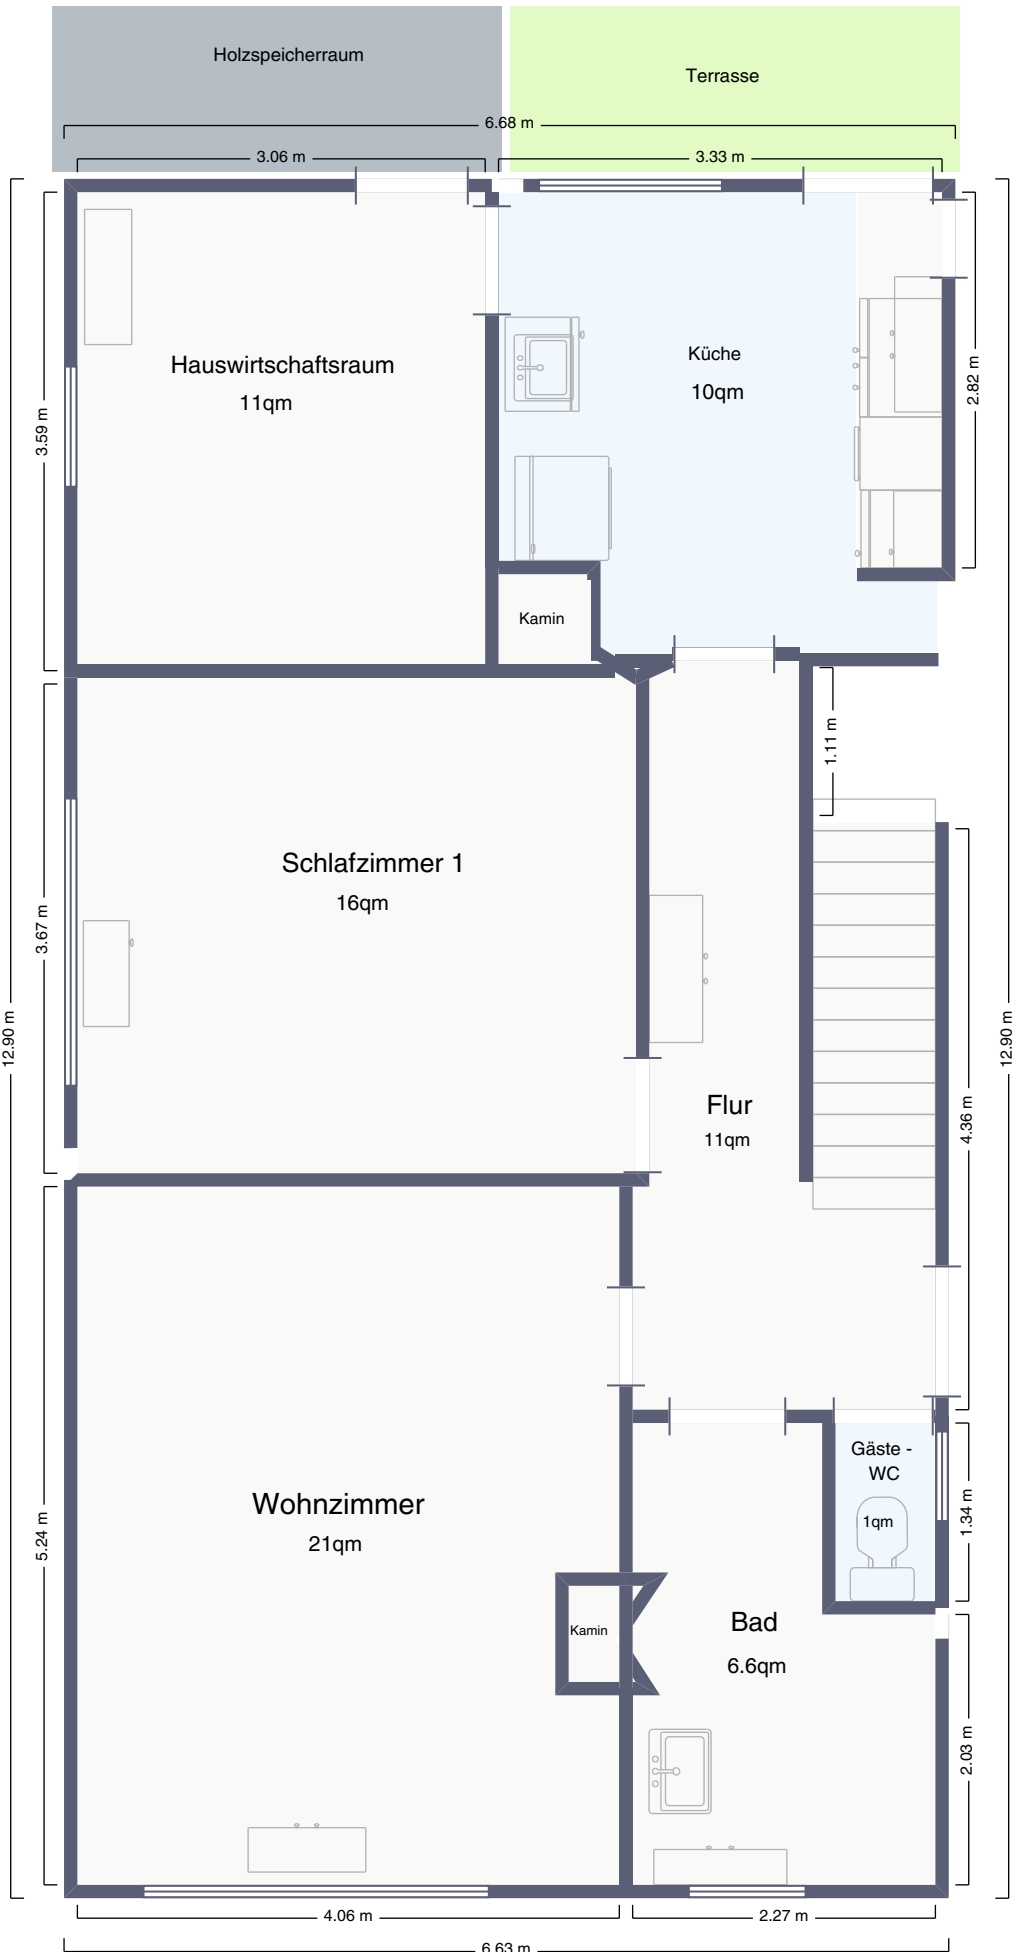 Holzspeicherraum
Terrasse
6.68 m
3.06 m
3.33 m
Hauswirtschaftsraum
11qm
Küche
10qm
2.82 m
3.59 m
Kamin
1.11 m
Schlafzimmer 1
16qm
3.67 m
12.90 m
12.90 m
Flur
11qm
4.36 m
Gäste -
WC
1qm
1.34 m
Wohnzimmer
21qm
5.24 m
Kamin
Bad
6.6qm
2.03 m
4.06 m
2.27 m
6.63 m